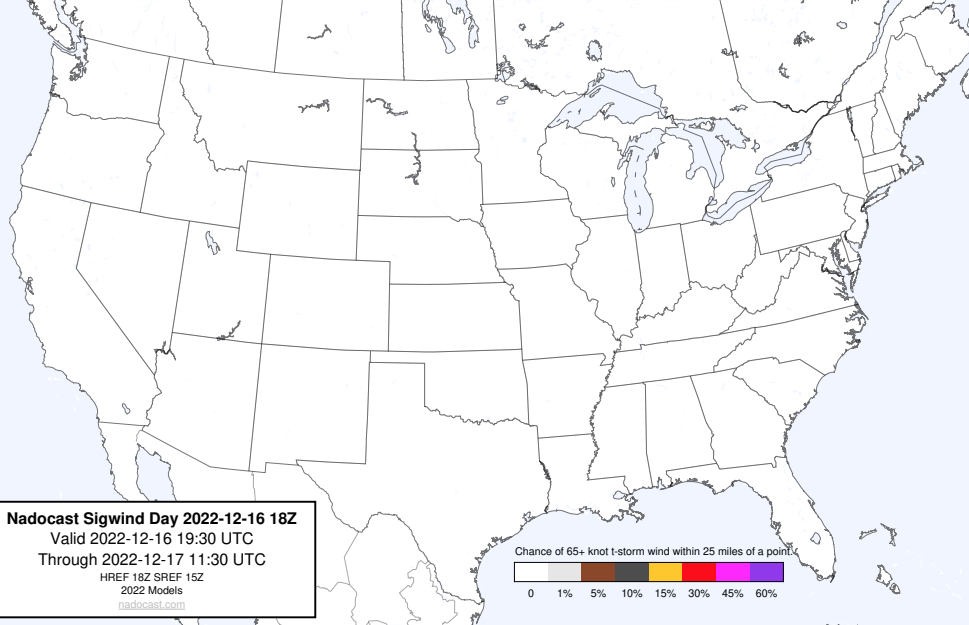 Nadocast Sigwind Day 2022-12-16 18Z
Valid 2022-12-16 19:30 UTC
Through 2022-12-17 11:30 UTC
HREF 18Z SREF 15Z
2022 Models
nadocast.com
Chance of 65+ knot t-storm wind within 25 miles of a point.
0 1% 5% 10% 15% 30% 45% 60%